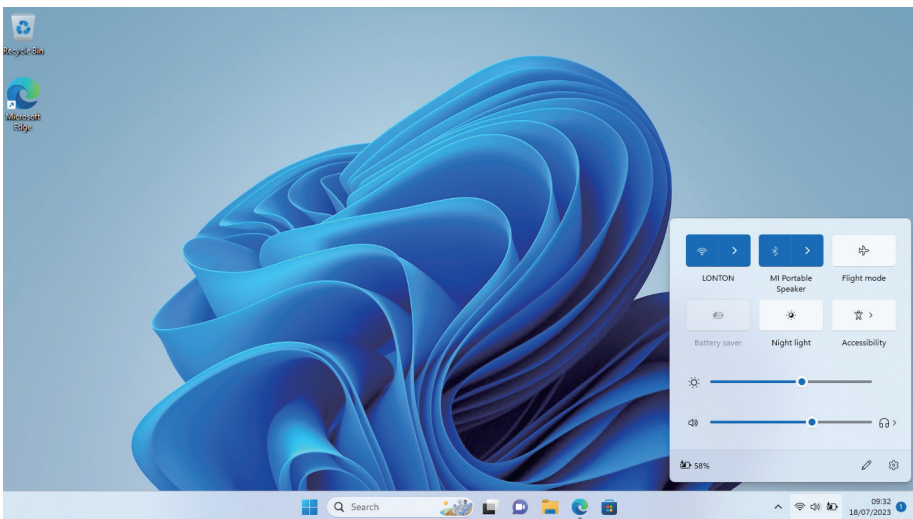 Recycle Bin
Microsoft
Edge
LONTON
MI Portable
Speaker
Flight mode
Battery saver
Night light
Accessibility
58%
Search
09:32
18/07/2023
1